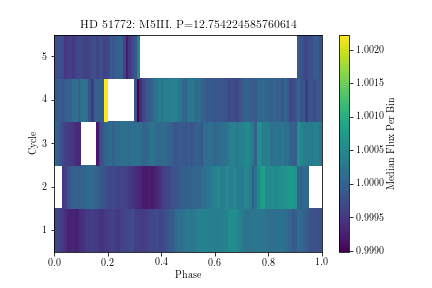 HD 51772: M5III. P=12.754224585760614
5
4
3
2
1
Cycle
0.0 0.2 0.4 0.6 0.8 1.0
Phase
1.0020
1.0015
1.0010
1.0005
1.0000
0.9995
0.9990
Median Flux Per Bin